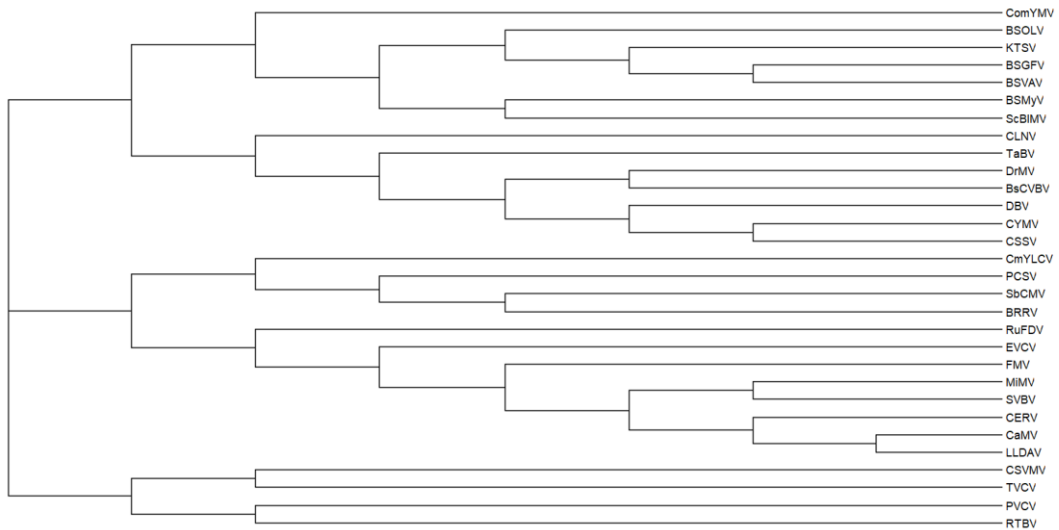 ComYMV
BSOLV
KTSV
BSGFV
BSVAV
BSMyV
ScBIMV
CLNV
TaBV
DrMV
BsCVBV
DBV
CYMV
CSSV
CmYLCV
PCSV
SbCMV
BRRV
RuFDV
EVCV
FMV
MiMV
SVBV
CERV
CaMV
LLDAV
CSVMV
TVCV
PVCV
RTBV